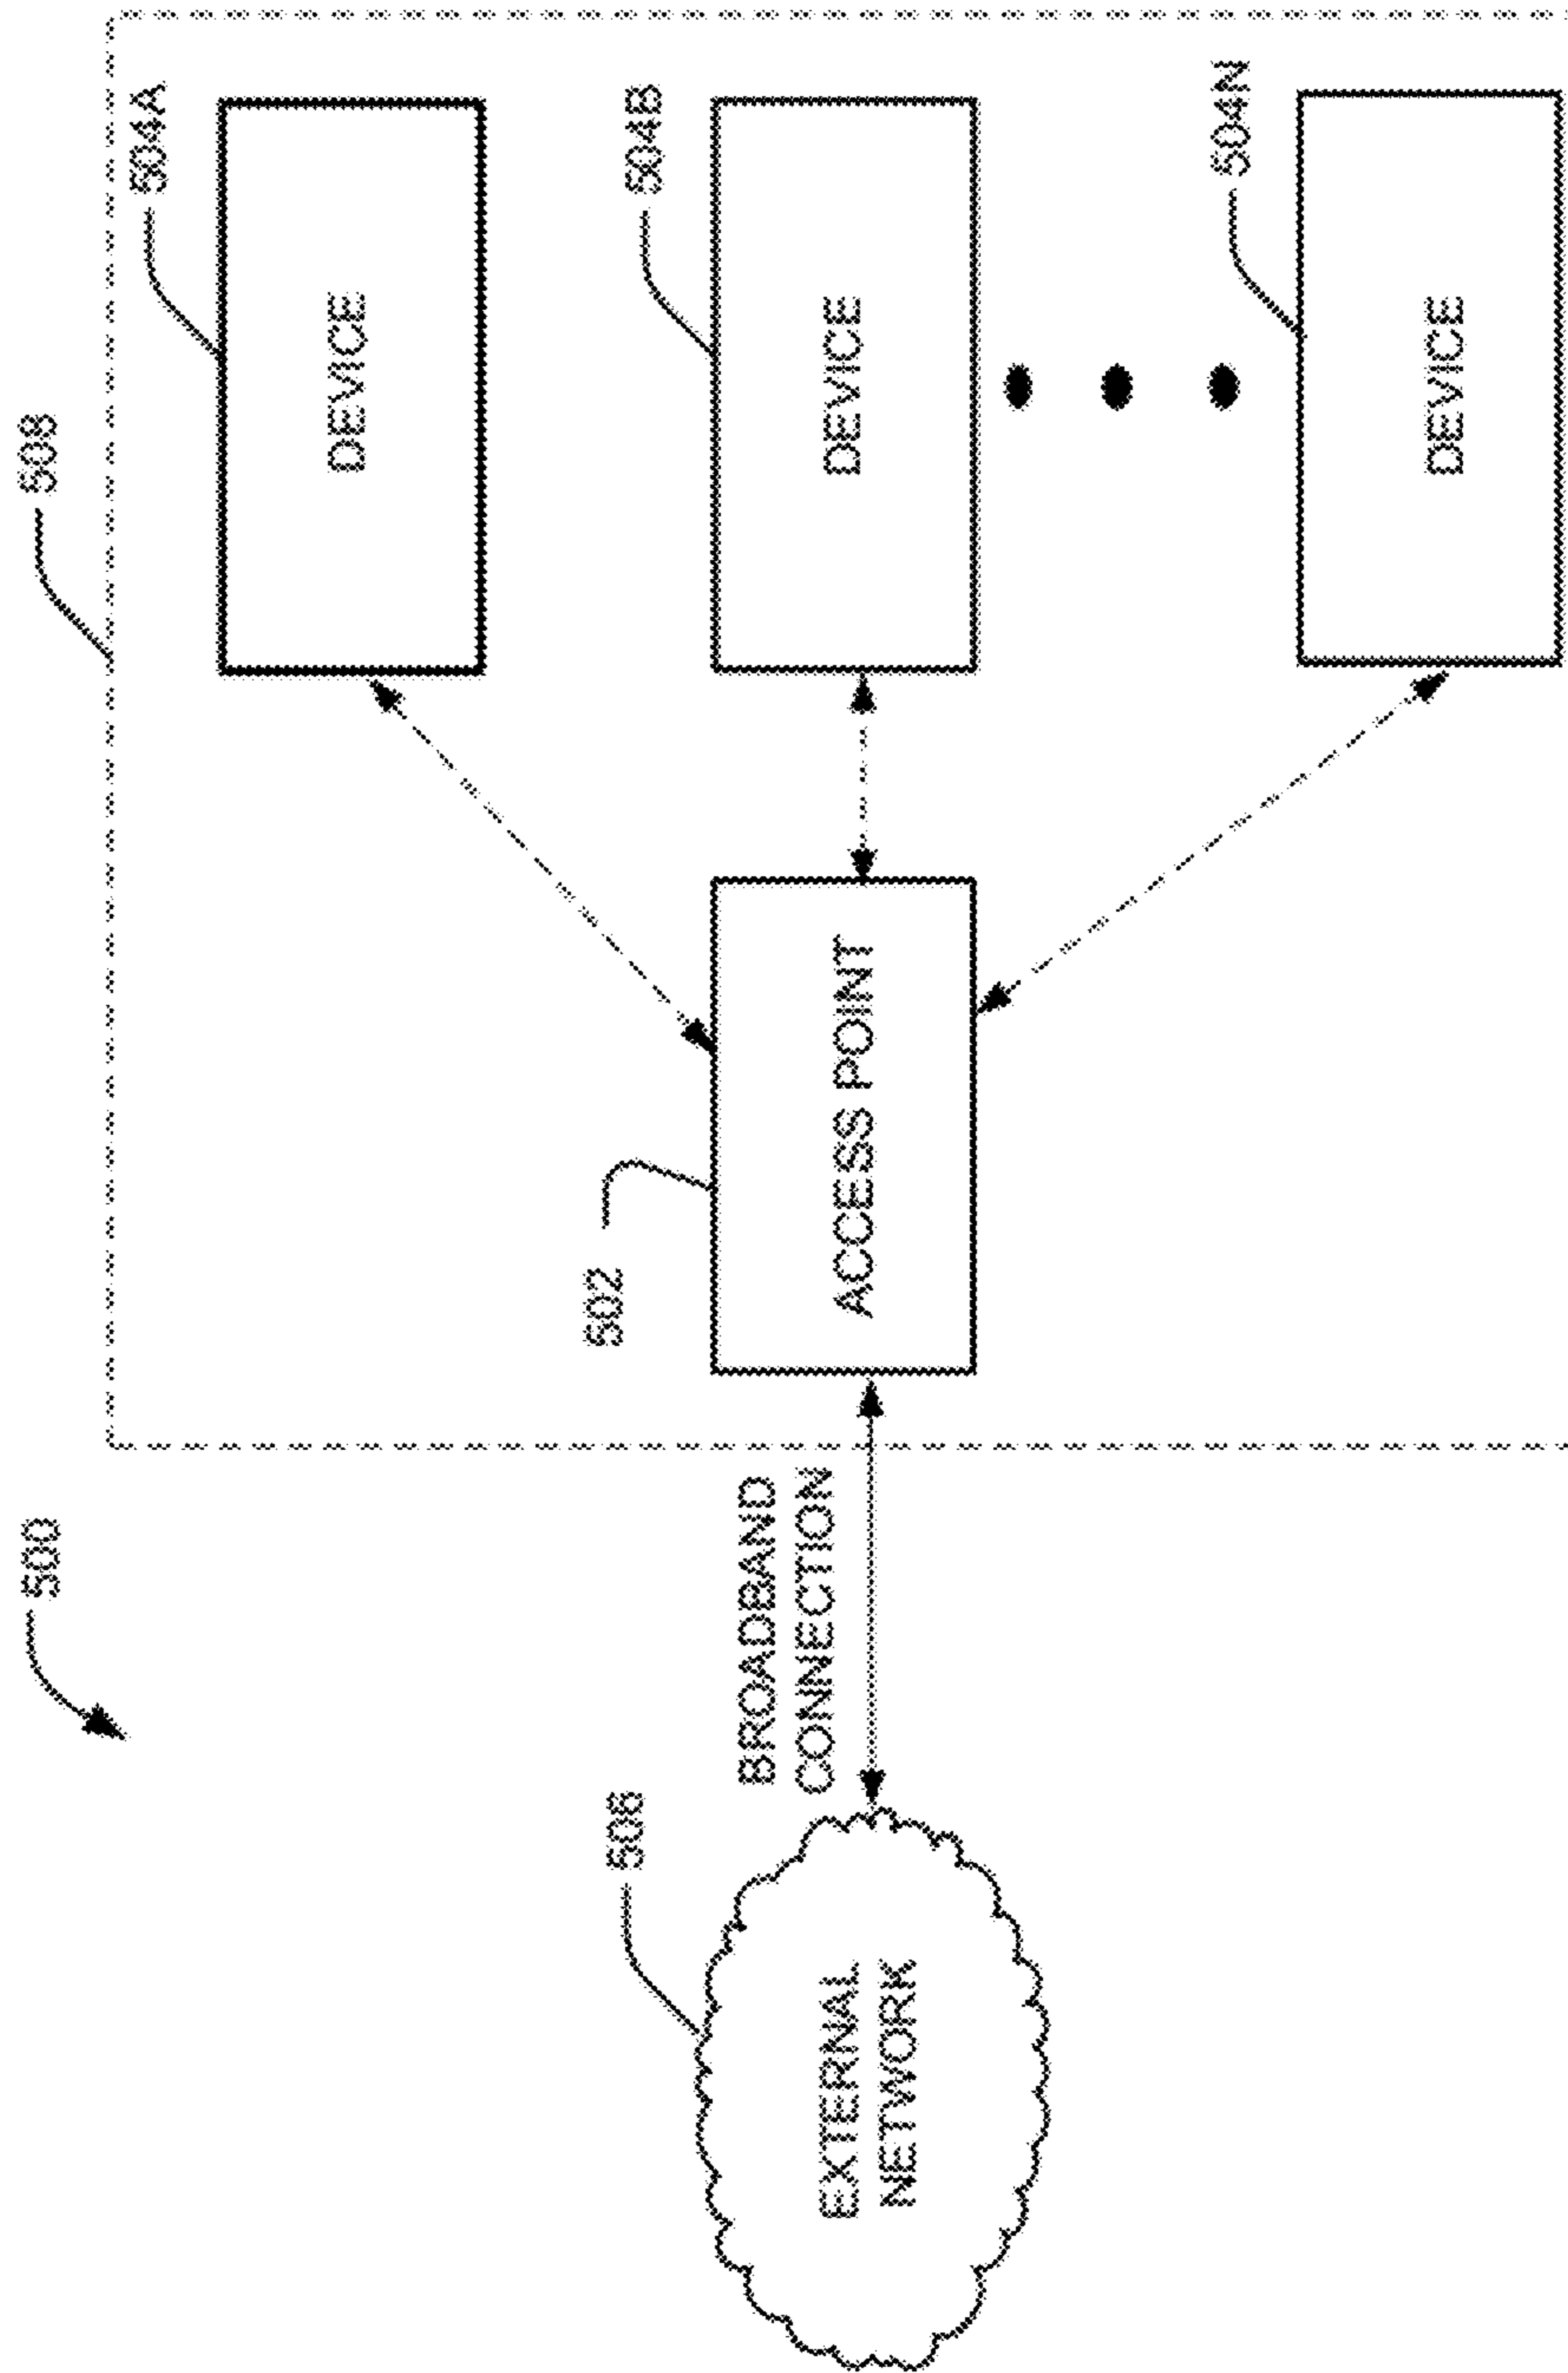 500
508
504A
DEVICE
506
502
504B
BROADBAND
CONNECTION
EXTERNAL
NETWORK
ACCESS POINT
DEVICE
504N
DEVICE